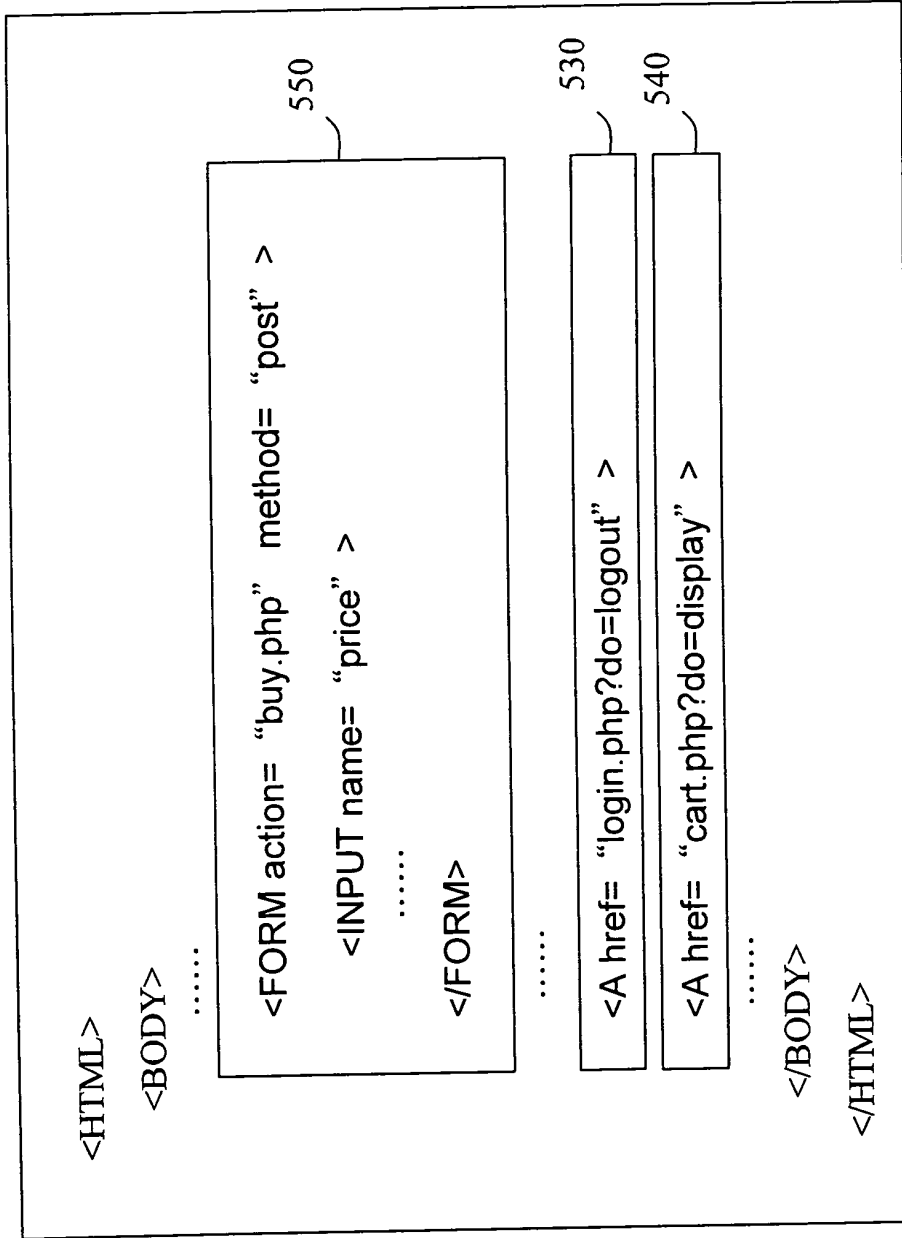 <HTML>
<BODY>
......
<FORM action= “buy.php” method= “post” >
<INPUT name= “price” >
......
</FORM>
550
......
<A href= “login.php?do=logout” >
530
<A href= “cart.php?do=display” >
540
......
</BODY>
</HTML>